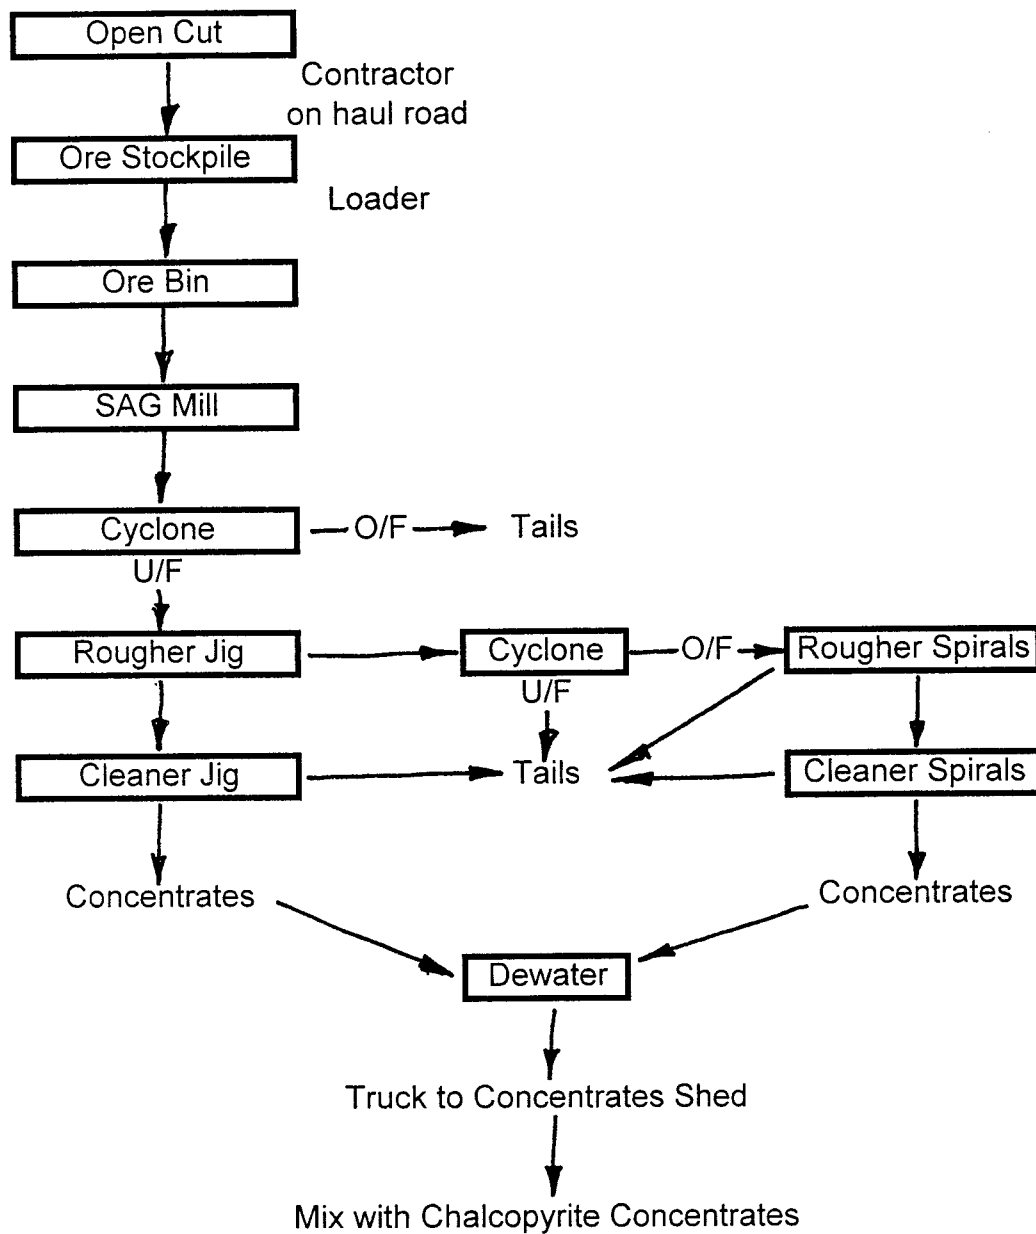 Open Cut
Contractor
on haul road
Ore Stockpile
Loader
Ore Bin
SAG Mill
Cyclone
O/F
Tails
U/F
Rougher Jig
Cyclone
O/F
Rougher Spirals
U/F
Cleaner Jig
Tails
Cleaner Spirals
Concentrates
Concentrates
Dewater
Truck to Concentrates Shed
Mix with Chalcopyrite Concentrates